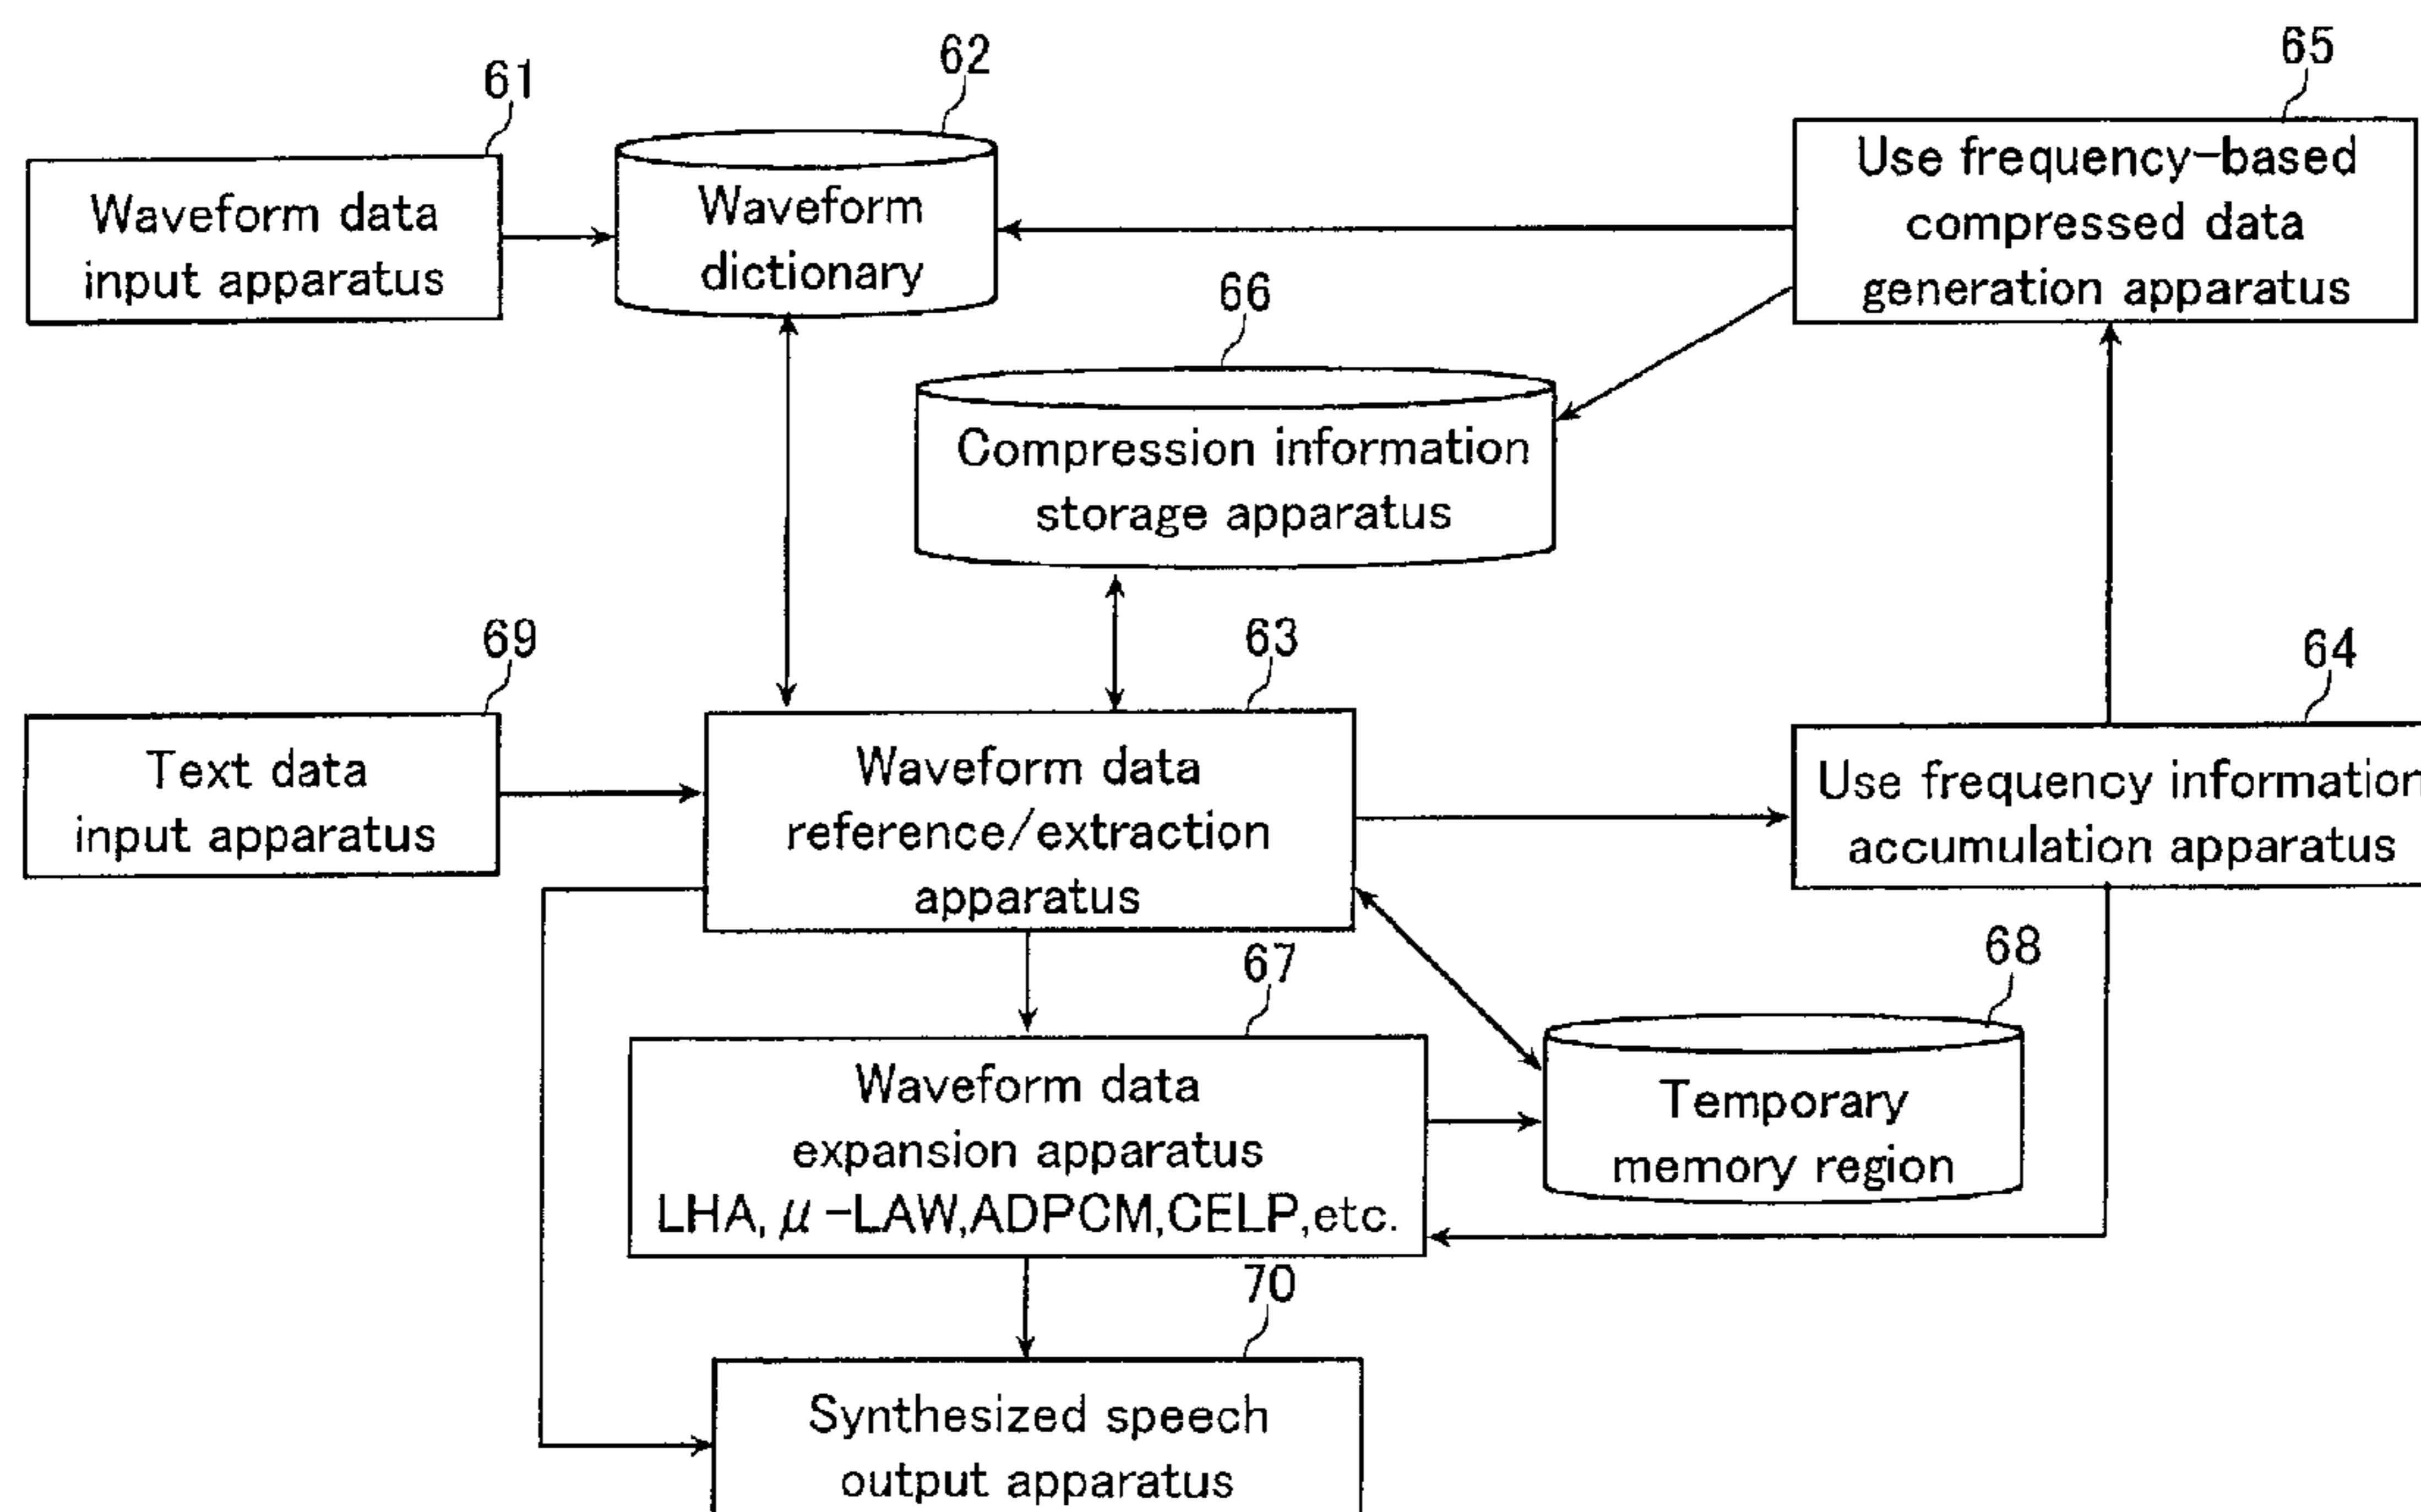 61
Waveform data
input apparatus
62
Waveform
dictionary
65
Use frequency-based
compressed data
generation apparatus
66
Compression information
storage apparatus
69
Text data
input apparatus
63
Waveform data
reference/extraction
apparatus
64
Use frequency information
accumulation apparatus
67
Waveform data
expansion apparatus
LHA, μ-LAW,ADPCM,CELP,etc.
68
Temporary
memory region
70
Synthesized speech
output apparatus